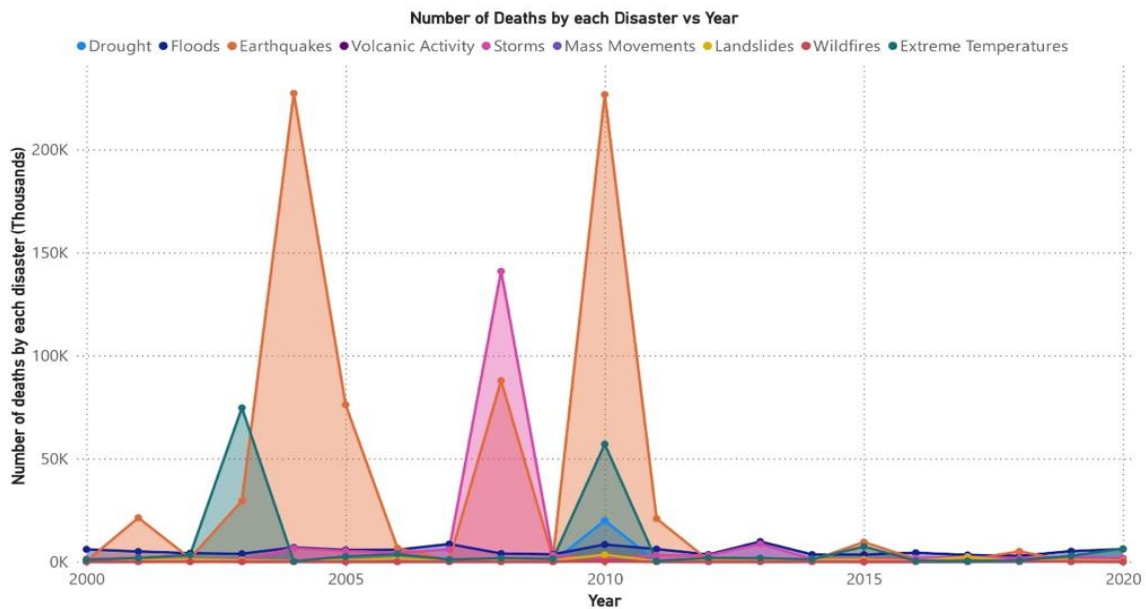 Number of Deaths by each Disaster vs Year
Drought Floods Earthquakes Volcanic Activity Storms Mass Movements Landslides Wildfires Extreme Temperatures
Number of deaths by each disaster (Thousands)
200K
150K
100K
50K
0K
2000 2005 2010 2015 2020
Year